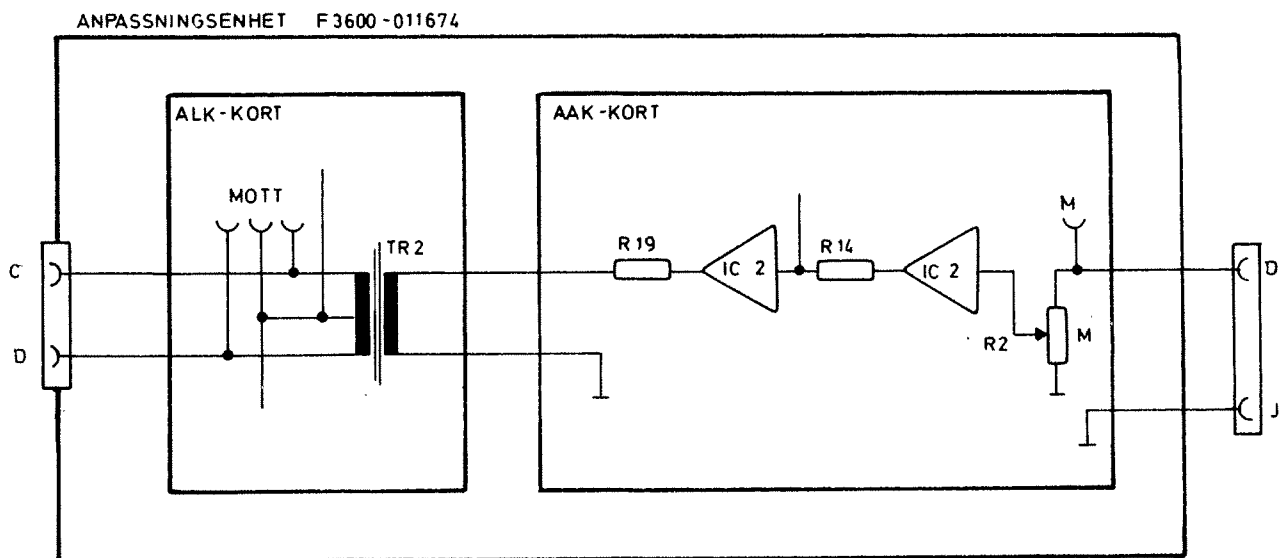 ANPASSNINGSENHET F3600-011674
ALK-KORT
AAK-KORT
MOTT
M
TR2
R19
R14
C
IC 2
IC 2
D
R2
M
D
J